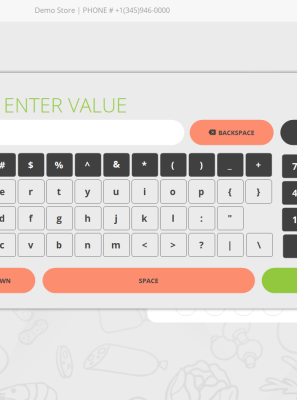 Demo Store | PHONE # +1(345)946-0000
ENTER VALUE
BACKSPACE
# $ % ^ & * ( ) _ + 7
e r t y u i o p { } 4
d f g h j k l : " 1
c v b n m < > ? | \
WN SPACE